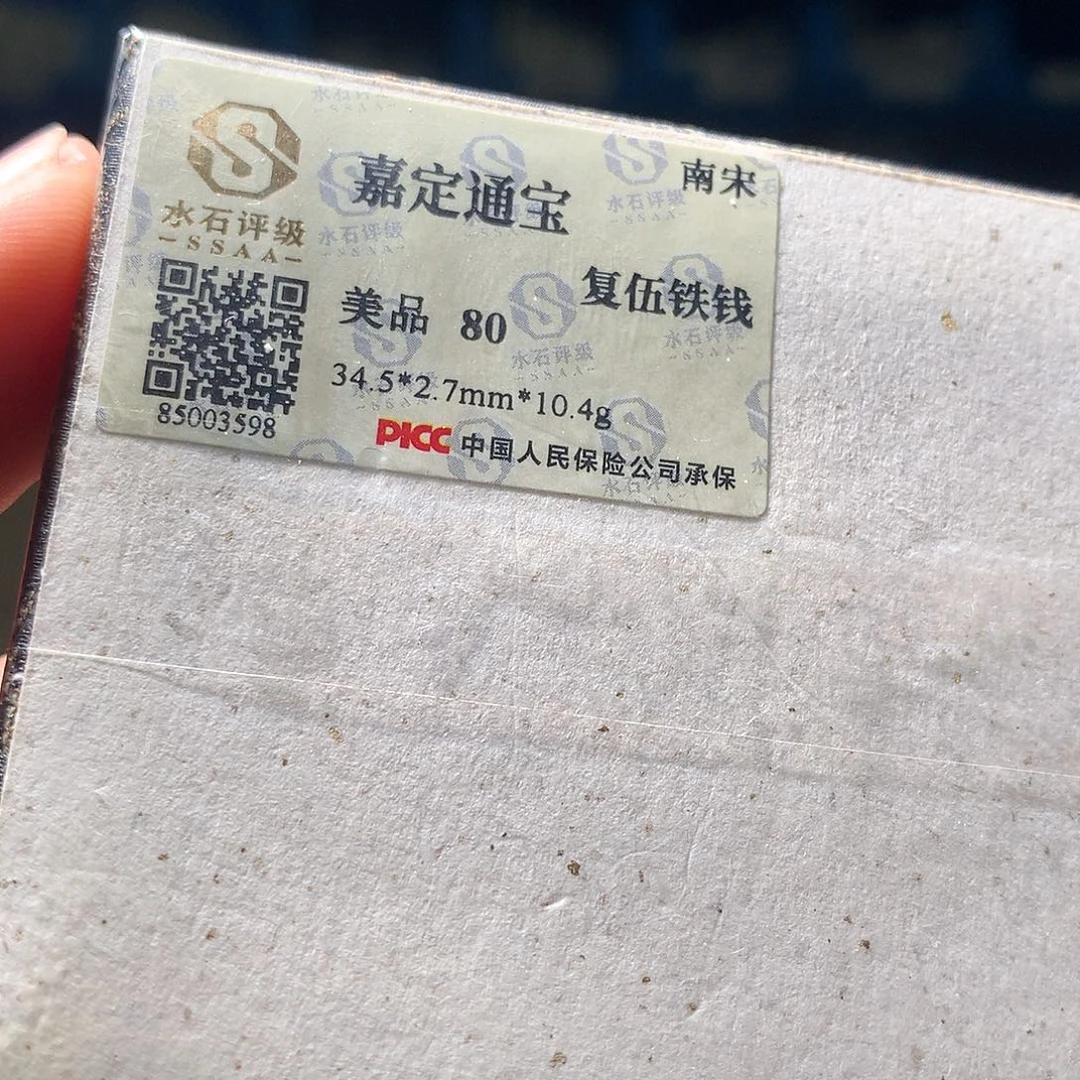 南宋
嘉定通宝
水石评级
-SSAA-
复伍铁钱
美品 80
34.5*2.7mm*10.4g
85003598
PICC 中国人民保险公司承保